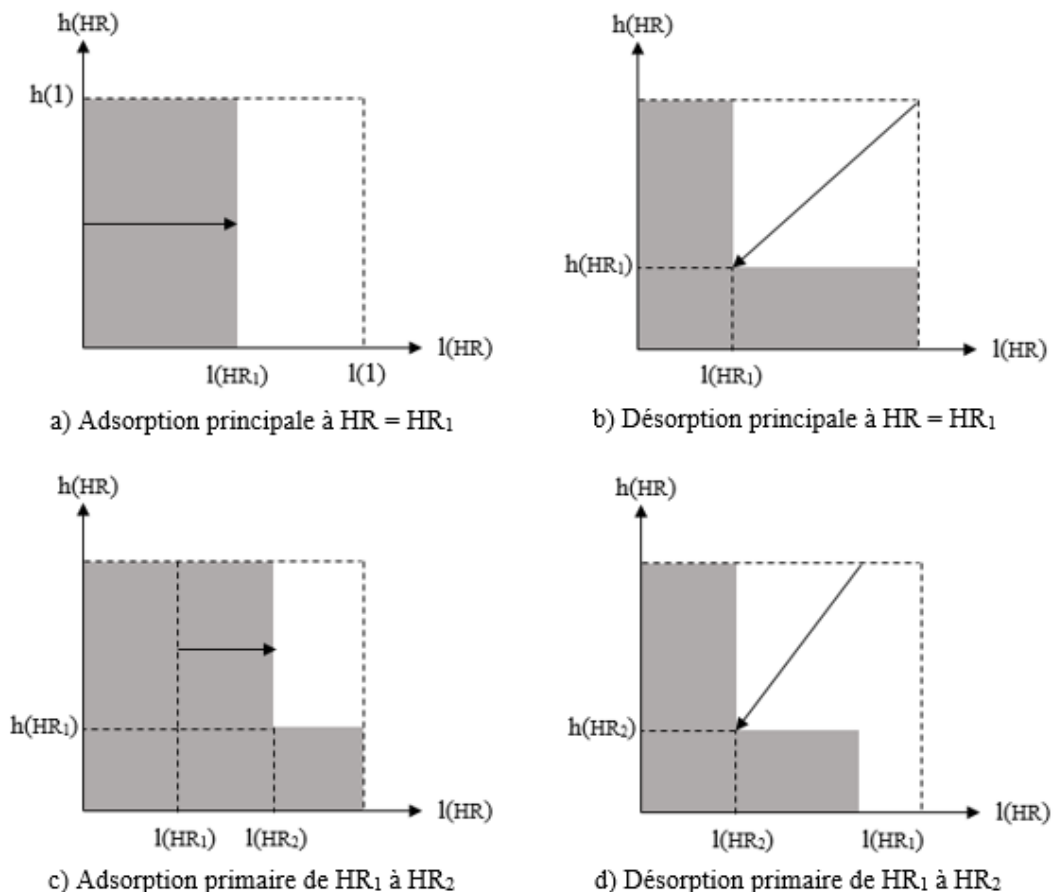 h(HR)
h(1)
l(HR)
l(HR₁)
l(1)
a) Adsorption principale à HR = HR₁
h(HR)
h(HR₁)
l(HR)
l(HR₁)
b) Désorption principale à HR = HR₁
h(HR)
h(HR₁)
l(HR)
l(HR₁)
l(HR₂)
c) Adsorption primaire de HR₁ à HR₂
h(HR)
h(HR₂)
l(HR)
l(HR₂)
l(HR₁)
d) Désorption primaire de HR₁ à HR₂